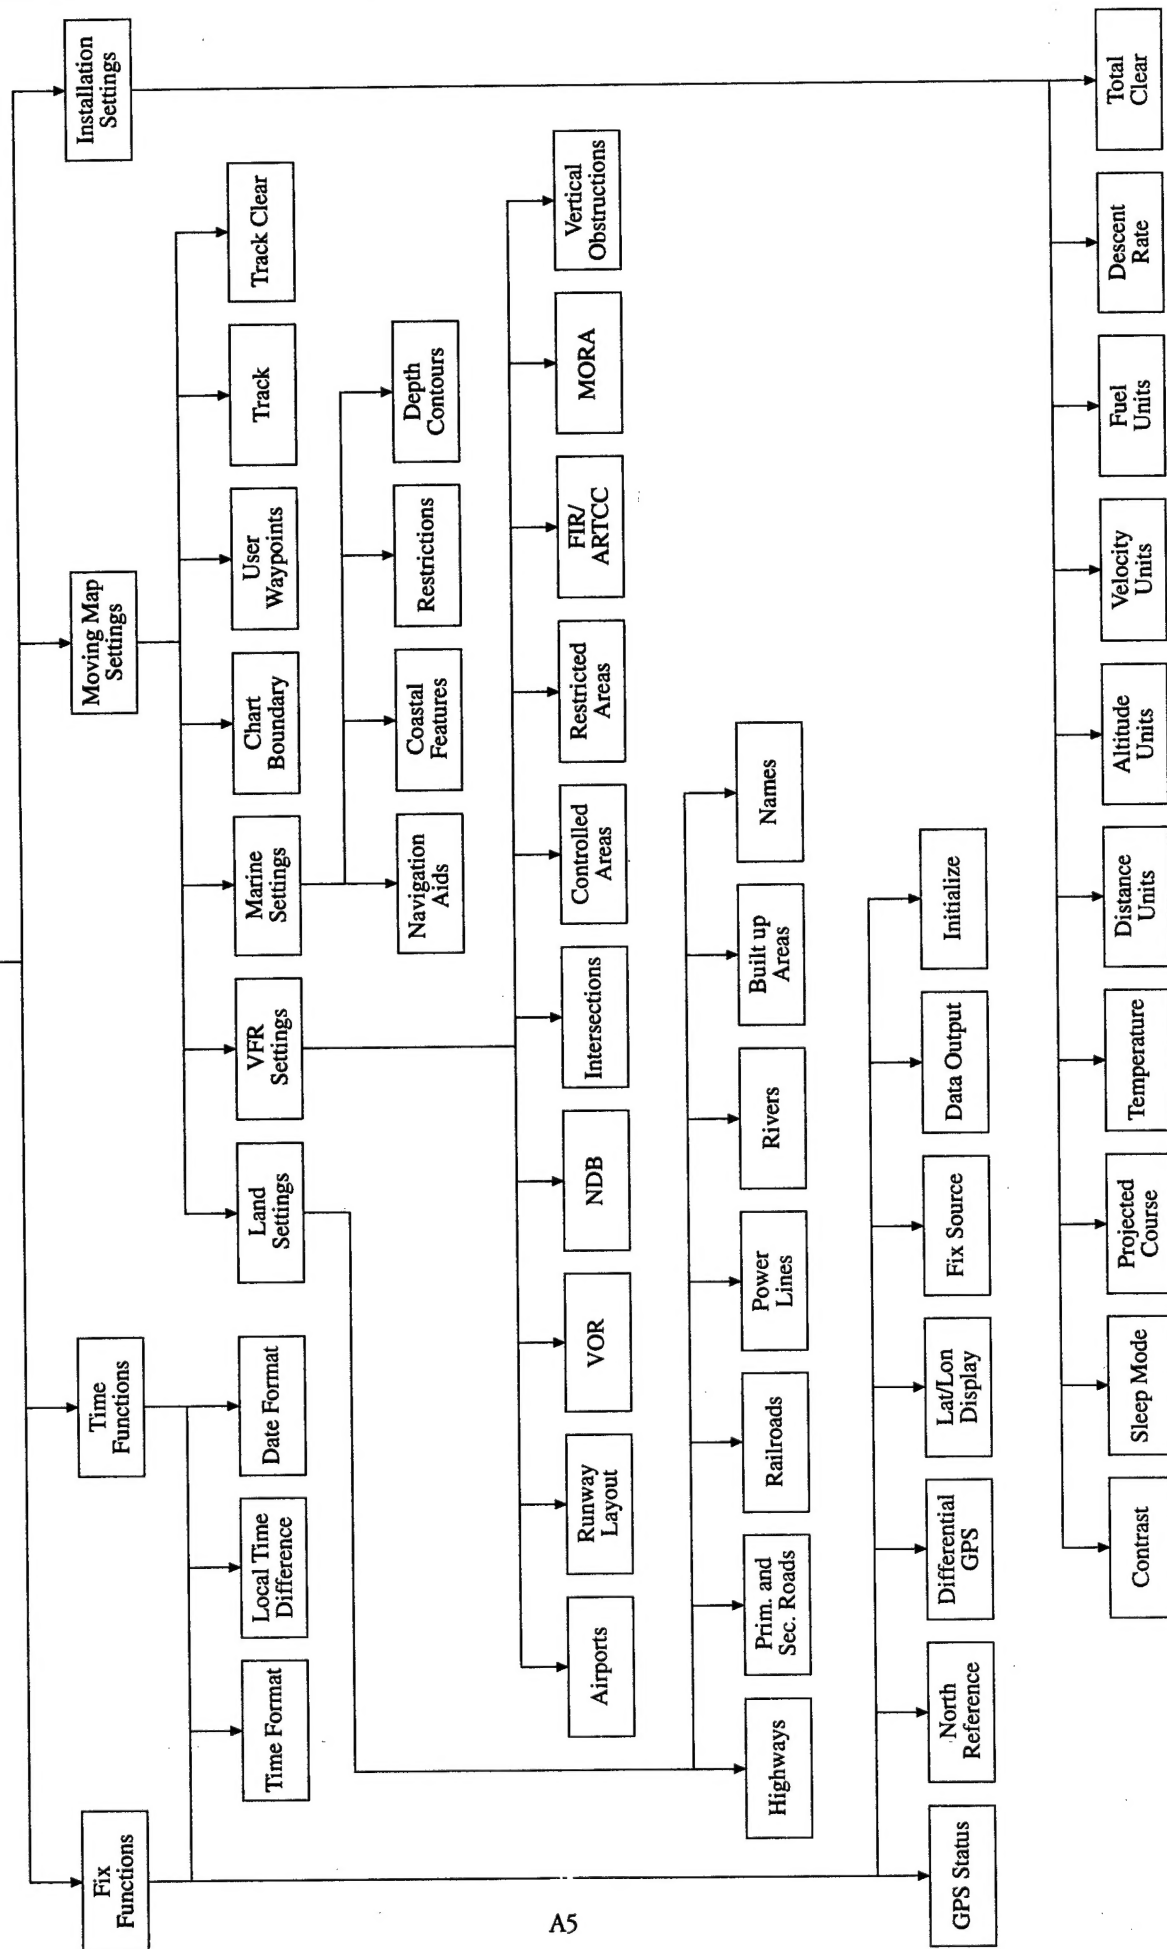 Fix
Functions
Time
Functions
Moving Map
Settings
Installation
Settings
Time Format
Local Time
Difference
Date Format
Land
Settings
VFR
Settings
Marine
Settings
Chart
Boundary
User
Waypoints
Track
Track Clear
Navigation
Aids
Coastal
Features
Restrictions
Depth
Contours
Airports
Runway
Layout
VOR
NDB
Intersections
Controlled
Areas
Restricted
Areas
FIR/
ARTCC
MORA
Vertical
Obstructions
Highways
Prim. and
Sec. Roads
Railroads
Power
Lines
Rivers
Built up
Areas
Names
GPS Status
North
Reference
Differential
GPS
Lat/Lon
Display
Fix Source
Data Output
Initialize
Contrast
Sleep Mode
Projected
Course
Temperature
Distance
Units
Altitude
Units
Velocity
Units
Fuel
Units
Descent
Rate
Total
Clear
A5